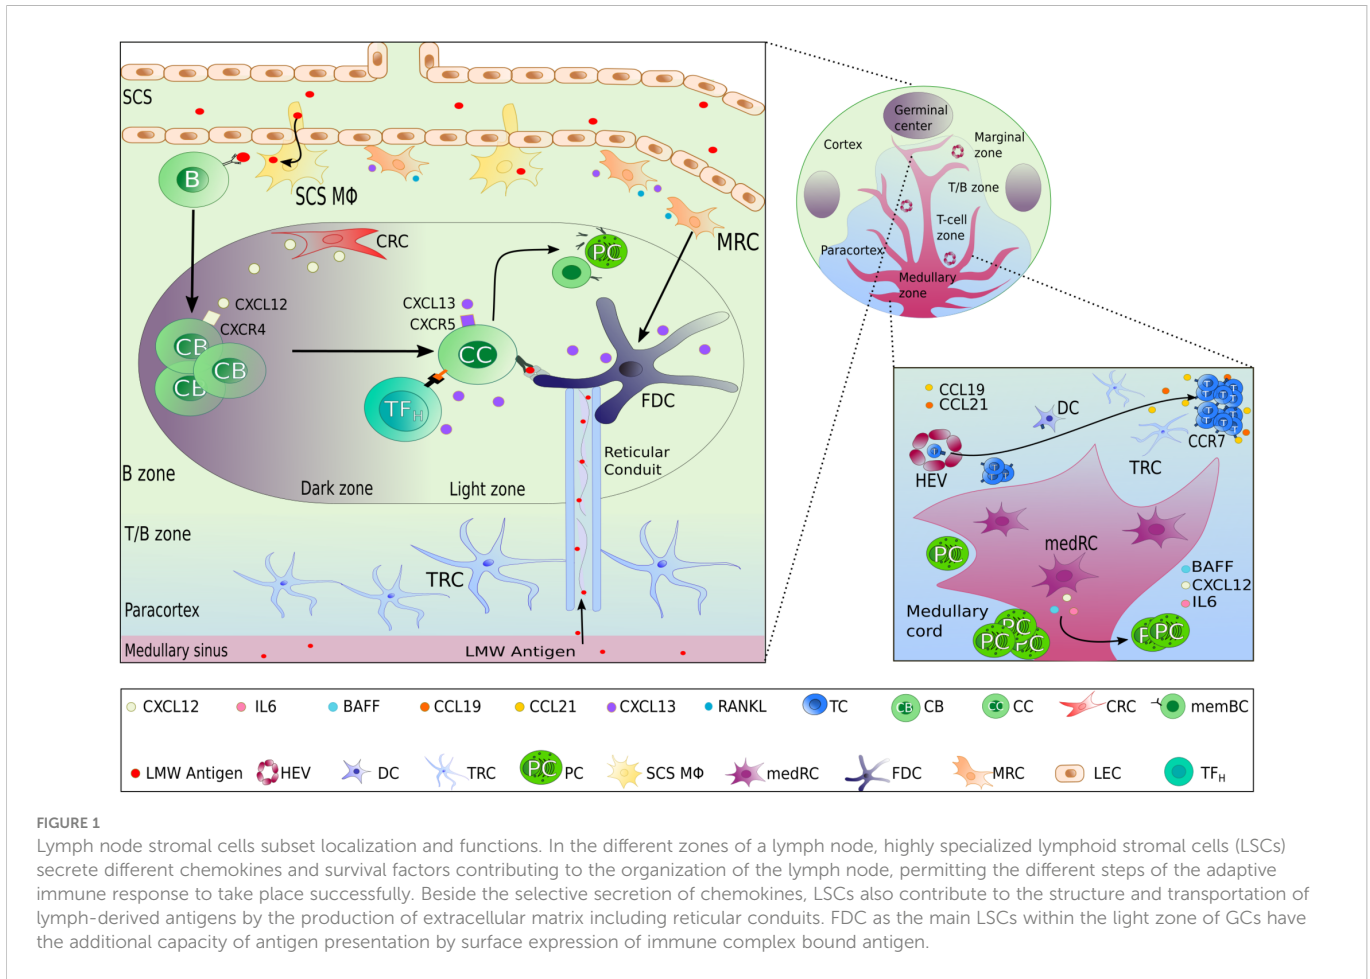 SCS
B
SCS MΦ
MRC
CRC
CXCL12
CXCR4
CB
CB
CB
CXCL13
CXCR5
CC
PC
TFH
FDC
Reticular
Conduit
B zone
Dark zone
Light zone
T/B zone
TRC
Paracortex
Medullary sinus
LMW Antigen
Germinal
center
Cortex
Marginal
zone
T/B zone
T-cell
zone
Paracortex
Medullary
zone
CCL19
CCL21
DC
HEV
T
T
TRC
CCR7
medRC
PC
BAFF
CXCL12
IL6
Medullary
cord
PC
PC
PC
PC
CXCL12 IL6 BAFF CCL19 CCL21 CXCL13 RANKL TC CB CB CC CC CRC memBC
LMW Antigen HEV DC TRC PC PC SCS MΦ medRC FDC MRC LEC TFH
FIGURE 1
Lymph node stromal cells subset localization and functions. In the different zones of a lymph node, highly specialized lymphoid stromal cells (LSCs)
secrete different chemokines and survival factors contributing to the organization of the lymph node, permitting the different steps of the adaptive
immune response to take place successfully. Beside the selective secretion of chemokines, LSCs also contribute to the structure and transportation of
lymph-derived antigens by the production of extracellular matrix including reticular conduits. FDC as the main LSCs within the light zone of GCs have
the additional capacity of antigen presentation by surface expression of immune complex bound antigen.